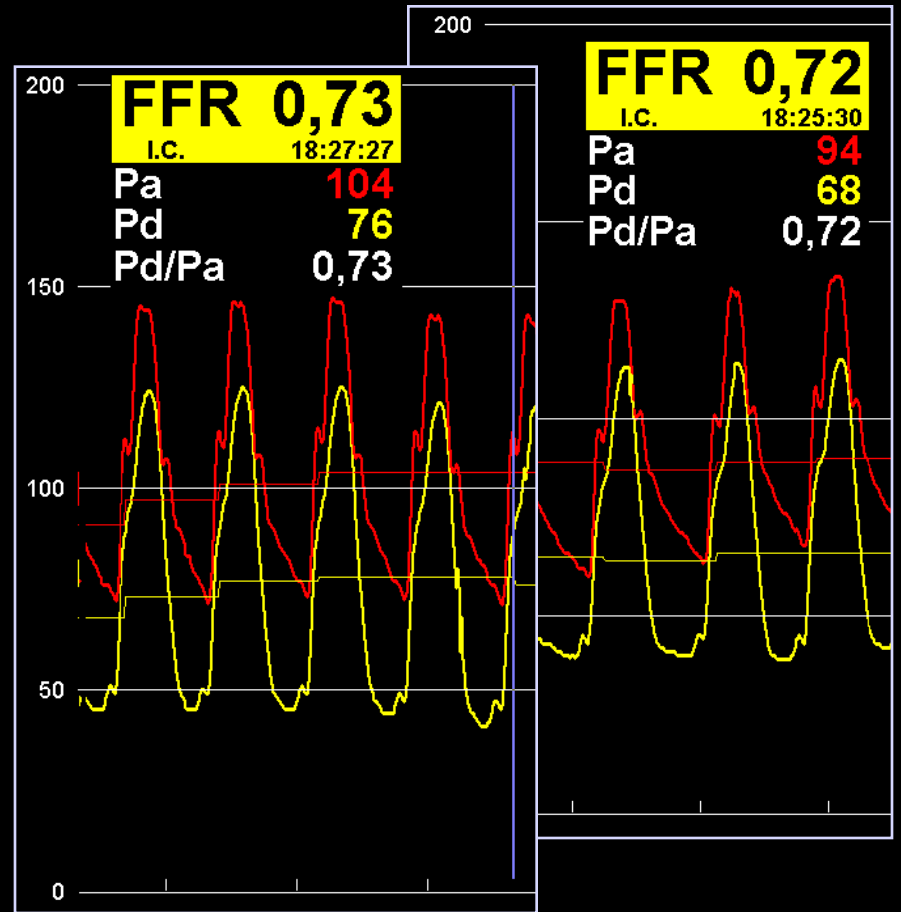 200
FFR 0,73
I.C. 18:27:27
Pa 104
Pd 76
Pd/Pa 0,73
150
100
50
0
200
FFR 0,72
I.C. 18:25:30
Pa 94
Pd 68
Pd/Pa 0,72